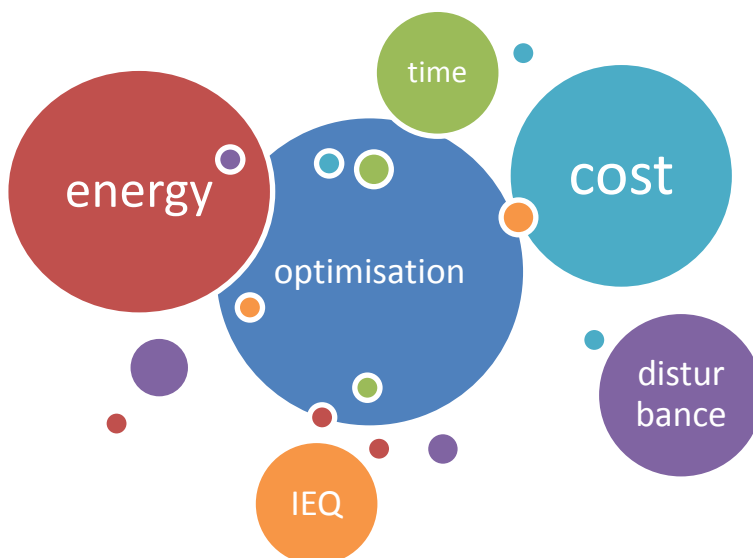 time
energy
cost
optimisation
distur
bance
IEQ